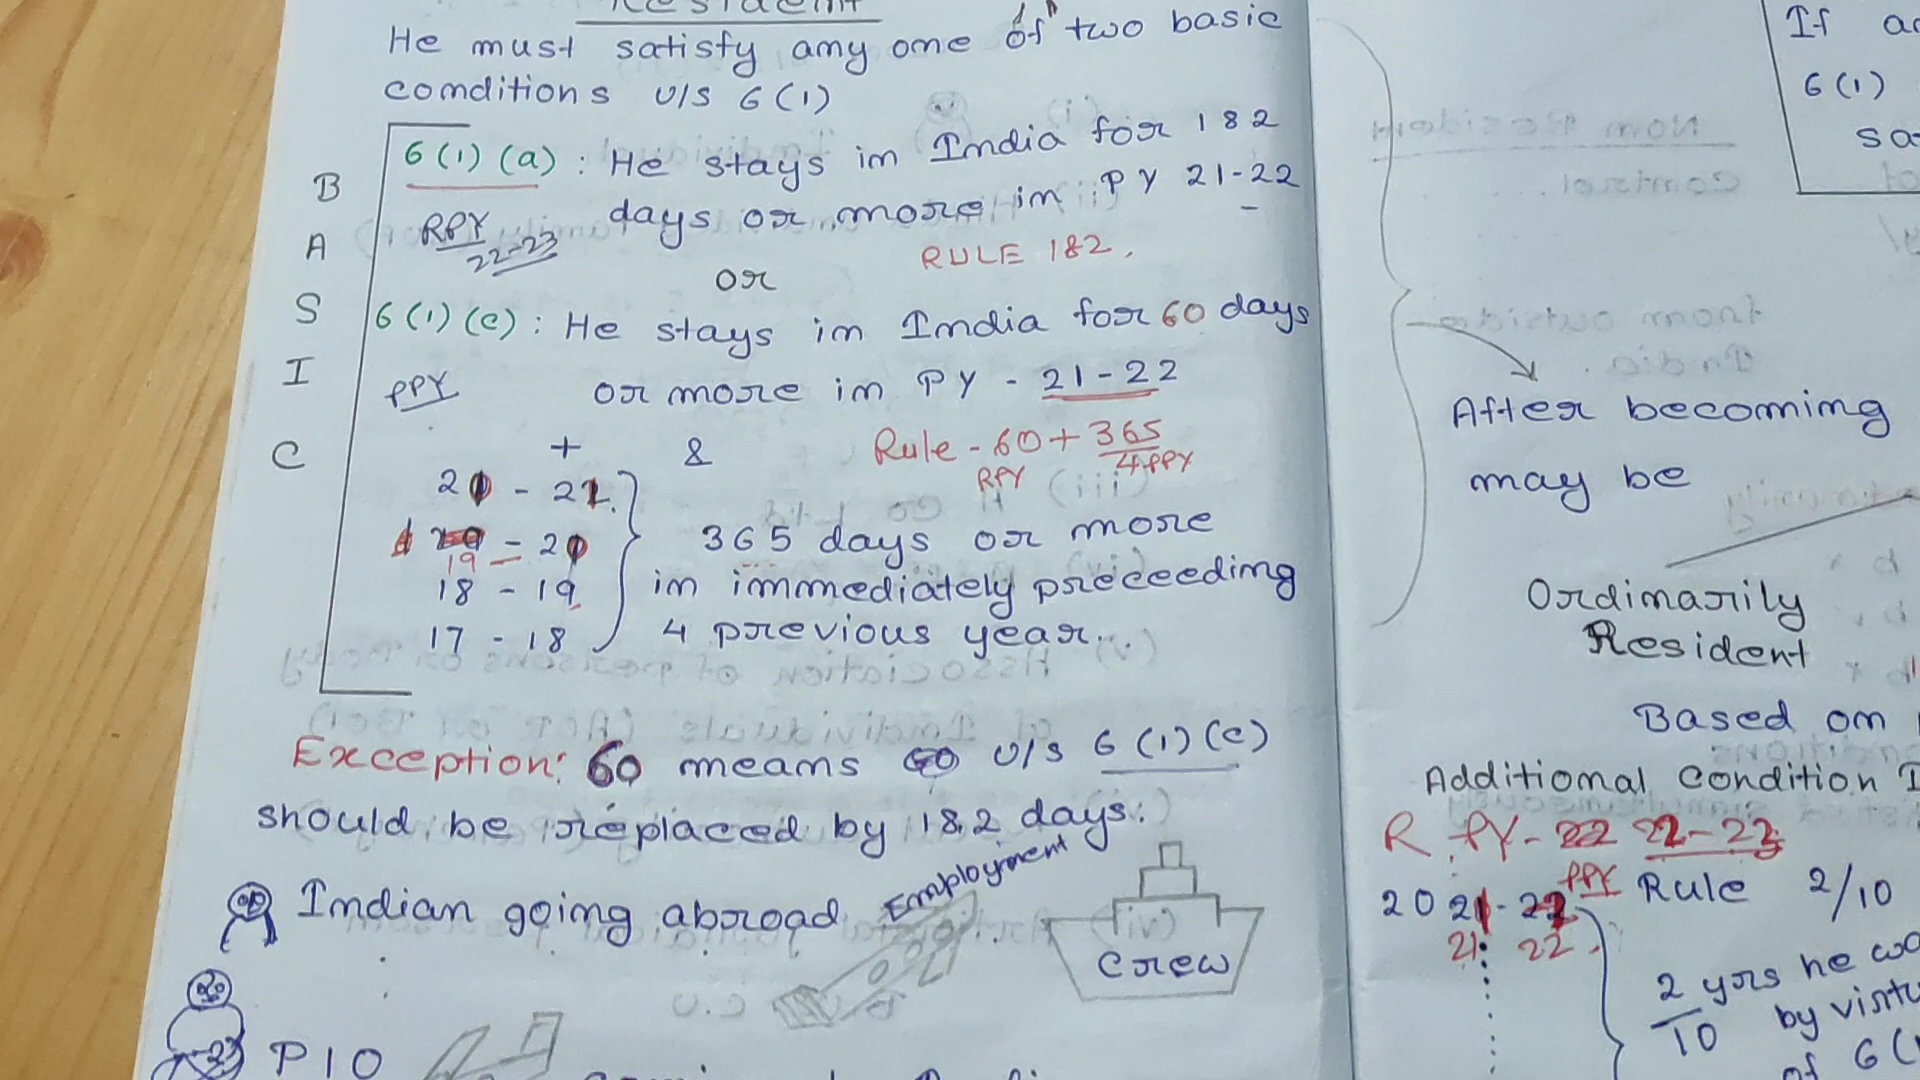 Resident
He must satisfy any one of two basic
conditions U/S 6(1)
BASIC
6(1)(a): He stays in India for 182
days or more in PY 21-22
RPY
22-23
RULE 182.
or
6(1)(c): He stays in India for 60 days
or more in PY - 21-22
PPY
+ & Rule - 60 + 365
RPY 4PPY
20 - 21
19 - 20
18 - 19
17 - 18
365 days or more
in immediately preceeding
4 previous year.
Exception: 60 means 60 U/S 6(1)(c)
should be replaced by 182 days:
Indian going abroad Employment
Crew
PIO
If
6(1)
After becoming
may be
Ordinarily
Resident
Based on
Additional Condition
R PY- 22 22-23
PPY Rule 2/10
20 21-22
21 22
2 yrs he
10 by
of 6(